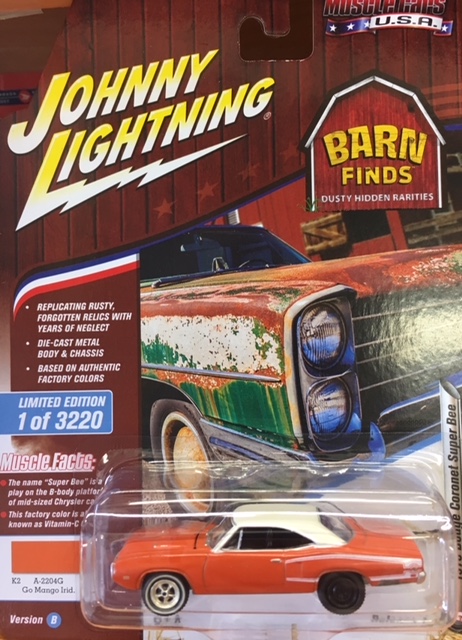 Muscle Cars
U.S.A.
JOHNNY
LIGHTNING®
BARN
FINDS
DUSTY HIDDEN RARITIES
• REPLICATING RUSTY,
FORGOTTEN RELICS WITH
YEARS OF NEGLECT
• DIE-CAST METAL
BODY & CHASSIS
• BASED ON AUTHENTIC
FACTORY COLORS
LIMITED EDITION
1 of 3220
Muscle Facts:
• The name "Super Bee" is a
play on the B-body
of mid-sized Chrysler
• This factory color is
known as
K2 A-2204G
Go Mango Irid.
Version B
Dodge Coronet Super Bee